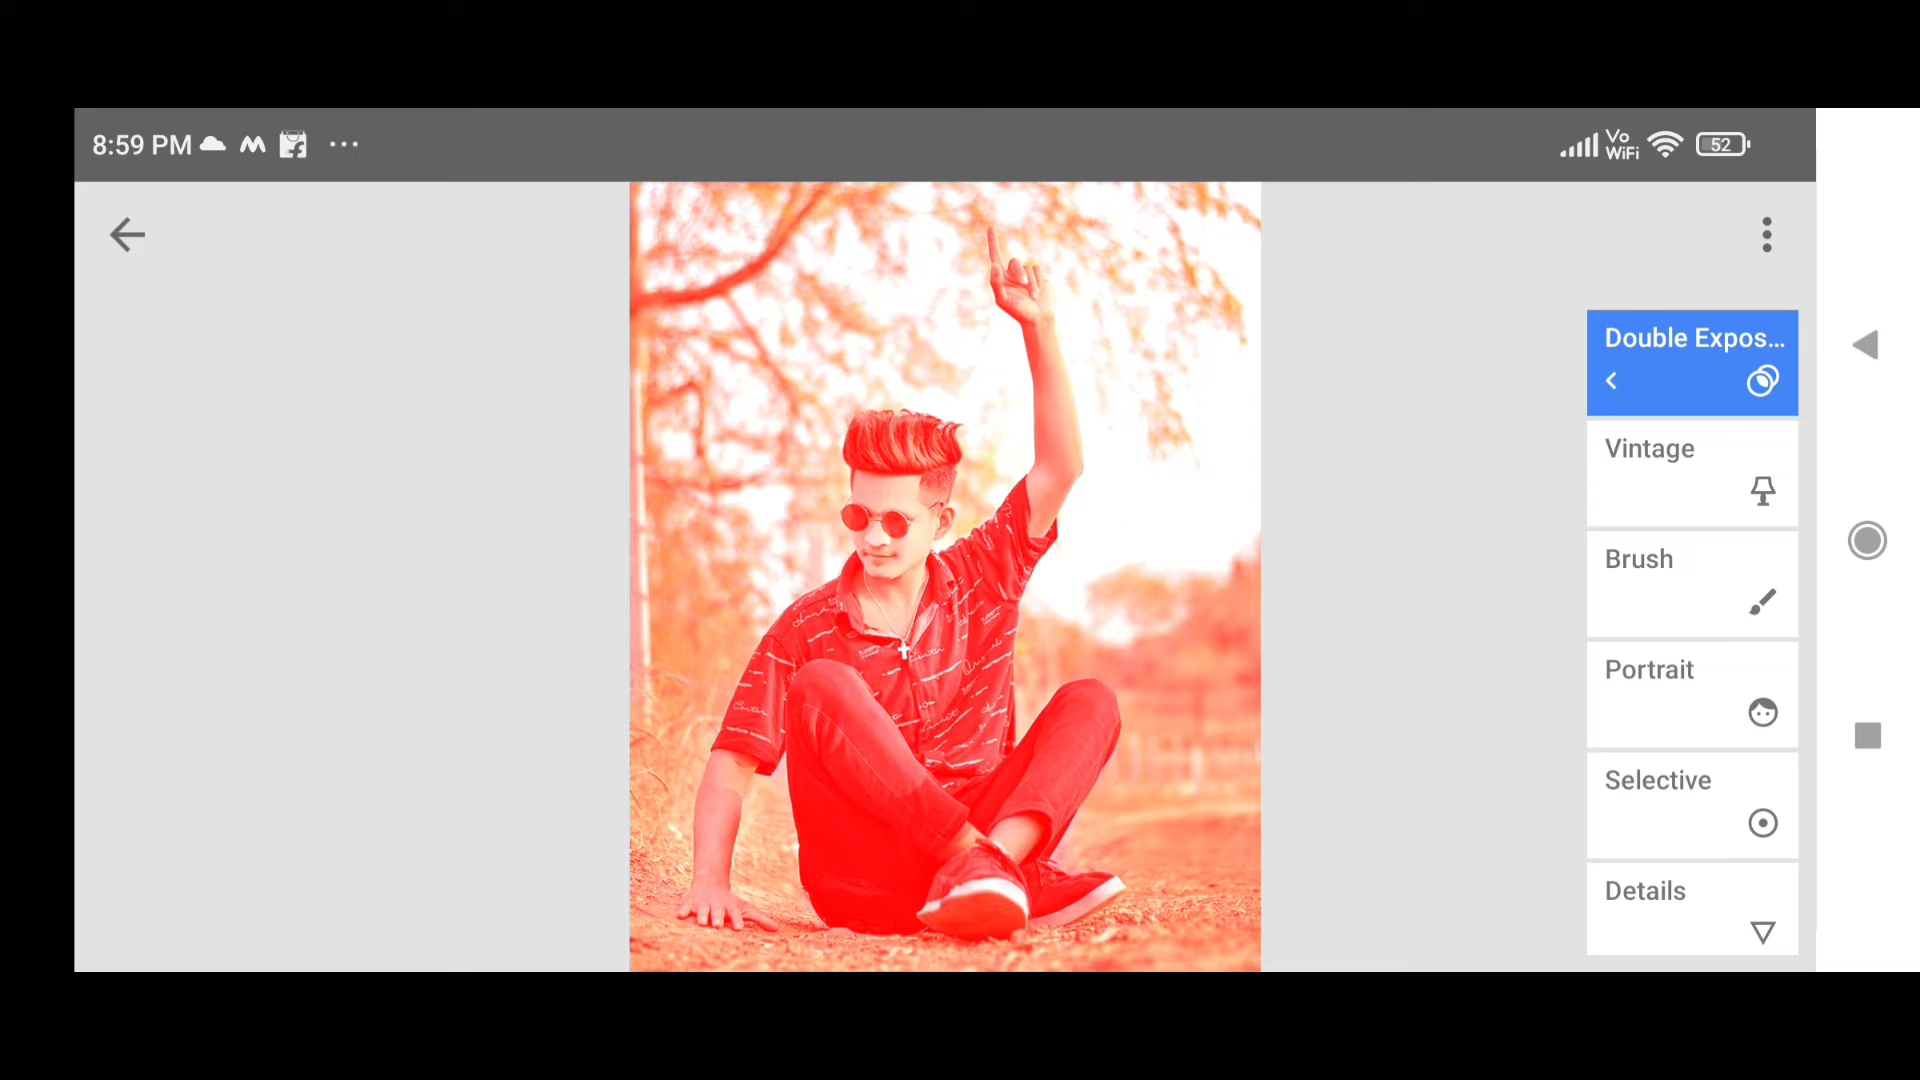 8:59 PM
Vo
WiFi
52
Double Expos...
Vintage
Brush
Portrait
Selective
Details